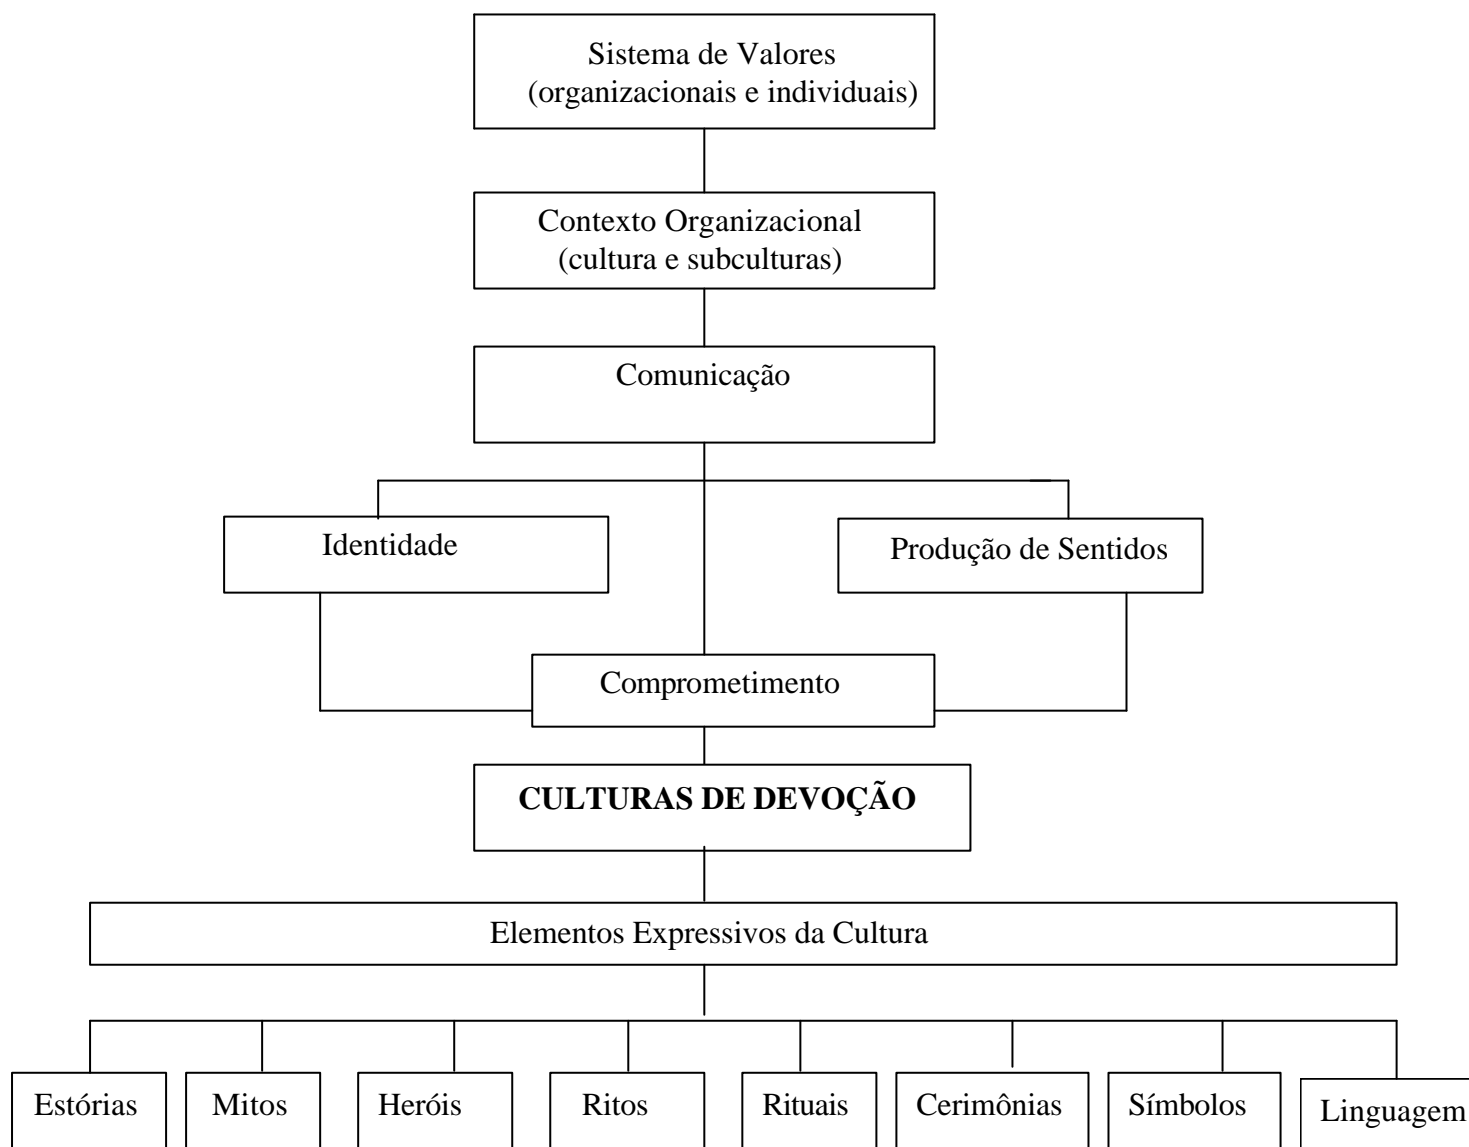 Sistema de Valores
(organizacionais e individuais)
Contexto Organizacional
(cultura e subculturas)
Comunicação
Identidade
Produção de Sentidos
Comprometimento
CULTURAS DE DEVOÇÃO
Elementos Expressivos da Cultura
Estórias
Mitos
Heróis
Ritos
Rituais
Cerimônias
Símbolos
Linguagem